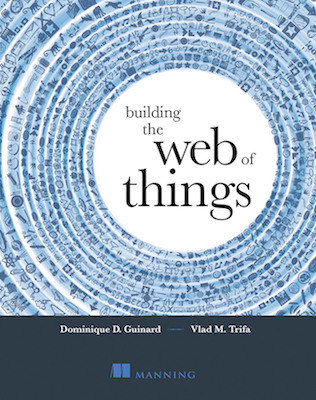 building
the
web of
things
Dominique D. Guinard — Vlad M. Trifa
MANNING